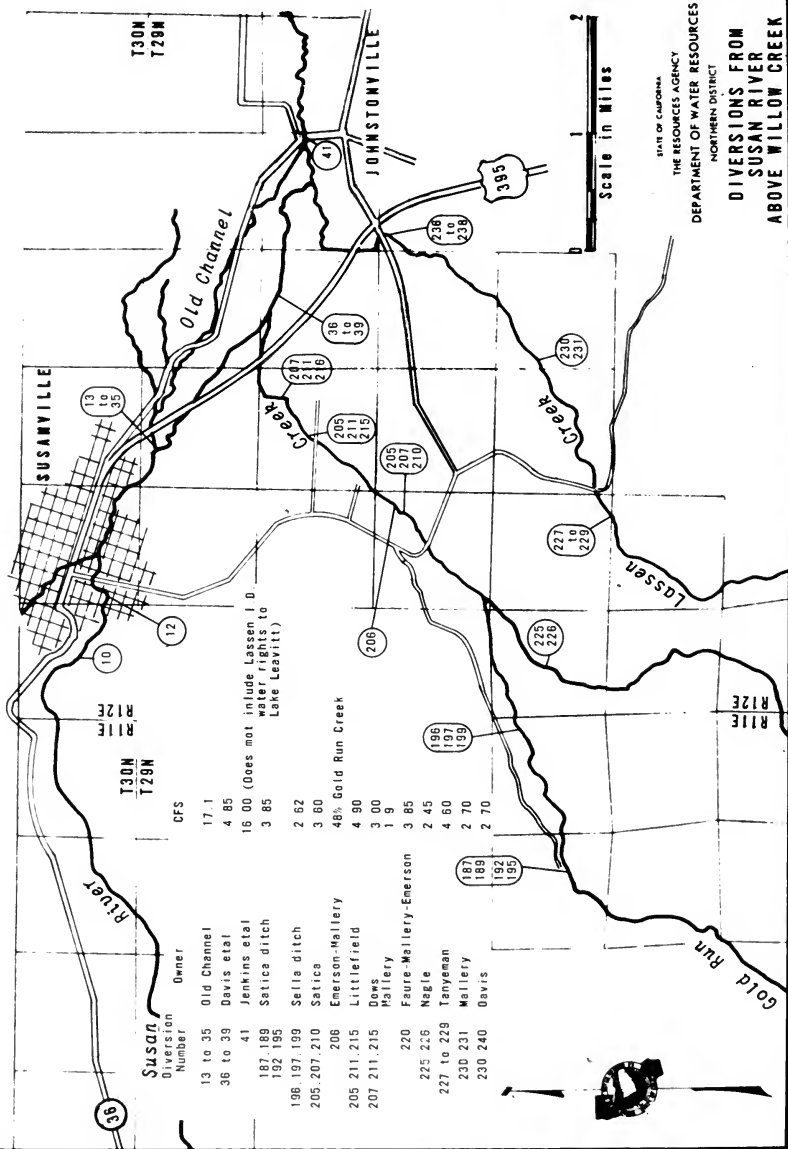 T30N
T29N
SUSANVILLE
13
to
35
Old Channel
41
JOHNSTONVILLE
395
36
to
39
236
to
238
207
211
216
Creek
205
211
215
205
207
210
206
230
231
Creek
227
to
229
Lassen
225
226
196
197
199
187
189
192
195
Gold Run
R12E
R11E
10
12
R12E
R11E
T30N
T29N
River
Susan
36
Diversion Number Owner CFS
13 to 35 Old Channel 17.1
36 to 39 Davis etal 4 85
41 Jenkins etal 16 00 (Does mot inlude Lassen I D
water rights to
Lake Leavitt)
187.189 Satica ditch 3 85
192 195
196.197.199 Sella ditch 2 62
205.207.210 Satica 3 60
206 Emerson-Mallery 48% Gold Run Creek
205 211.215 Littlefield 4 90
207 211.215 Dows 3 00
Mallery 1 9
220 Faure-Mallery-Emerson 3 85
225 226 Nagle 2 45
227 to 229 Tanyeman 4 60
230 231 Mallery 2 70
230 240 Davis 2 70
0 1 2
Scale in Miles
STATE OF CALIFORNIA
THE RESOURCES AGENCY
DEPARTMENT OF WATER RESOURCES
NORTHERN DISTRICT
DIVERSIONS FROM
SUSAN RIVER
ABOVE WILLOW CREEK